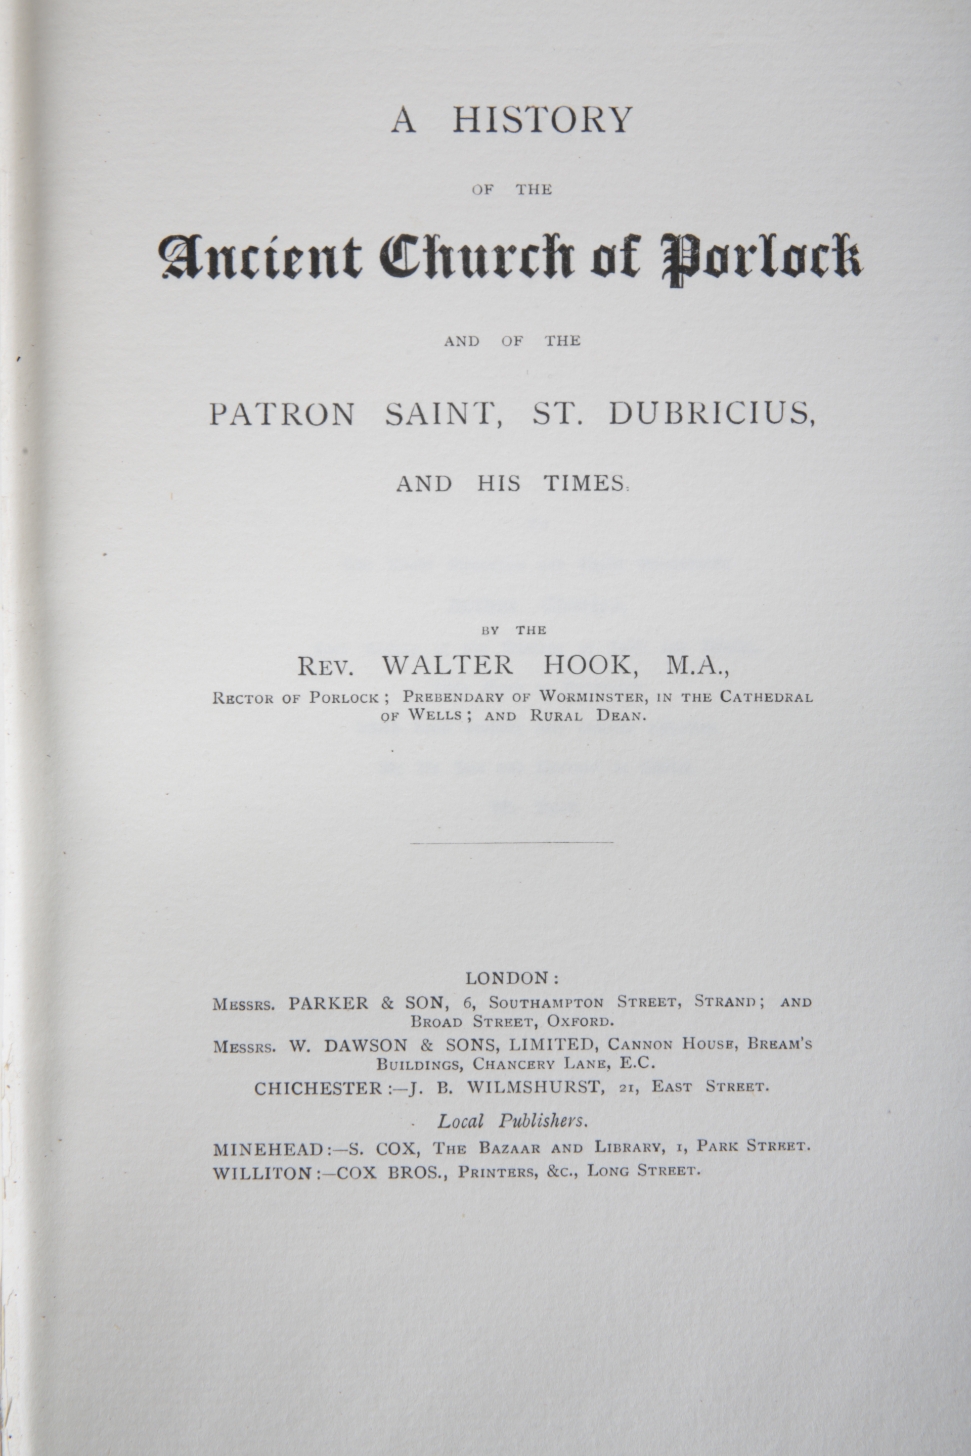 A HISTORY
OF THE
Ancient Church of Porlock
AND OF THE
PATRON SAINT, ST. DUBRICIUS,
AND HIS TIMES.
BY THE
REV. WALTER HOOK, M.A.,
RECTOR OF PORLOCK; PREBENDARY OF WORMINSTER, IN THE CATHEDRAL
OF WELLS; AND RURAL DEAN.
LONDON:
MESSRS. PARKER & SON, 6, SOUTHAMPTON STREET, STRAND; AND
BROAD STREET, OXFORD.
MESSRS. W. DAWSON & SONS, LIMITED, CANNON HOUSE, BREAM'S
BUILDINGS, CHANCERY LANE, E.C.
CHICHESTER:—J. B. WILMSHURST, 21, EAST STREET.
Local Publishers.
MINEHEAD:—S. COX, THE BAZAAR AND LIBRARY, 1, PARK STREET.
WILLITON:—COX BROS., PRINTERS, &C., LONG STREET.